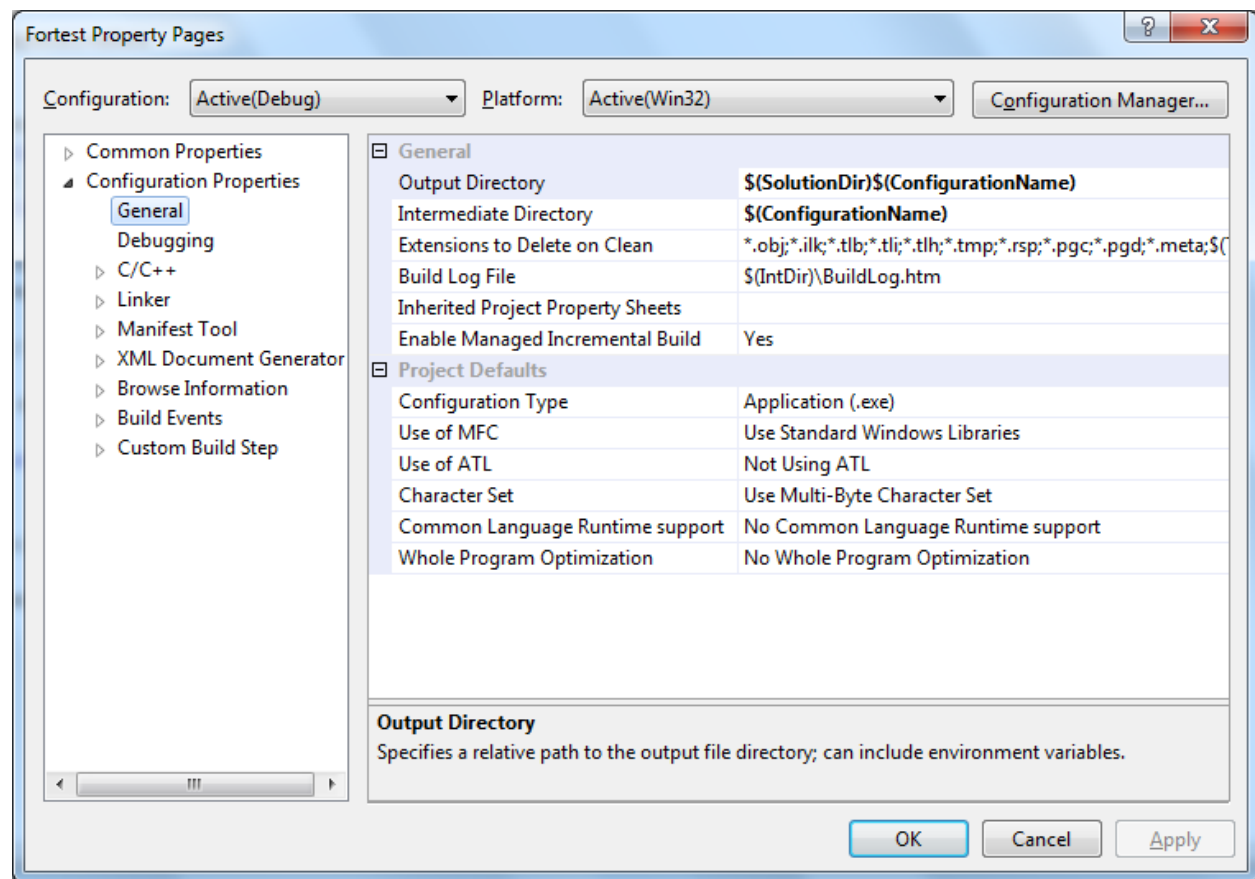 Fortest Property Pages
Configuration: Active(Debug) Platform: Active(Win32) Configuration Manager...
Common Properties
Configuration Properties
General
Debugging
C/C++
Linker
Manifest Tool
XML Document Generator
Browse Information
Build Events
Custom Build Step
General
Output Directory $(SolutionDir)$(ConfigurationName)
Intermediate Directory $(ConfigurationName)
Extensions to Delete on Clean *.obj;*.ilk;*.tlb;*.tli;*.tlh;*.tmp;*.rsp;*.pgc;*.pgd;*.meta;$(
Build Log File $(IntDir)\BuildLog.htm
Inherited Project Property Sheets
Enable Managed Incremental Build Yes
Project Defaults
Configuration Type Application (.exe)
Use of MFC Use Standard Windows Libraries
Use of ATL Not Using ATL
Character Set Use Multi-Byte Character Set
Common Language Runtime support No Common Language Runtime support
Whole Program Optimization No Whole Program Optimization
Output Directory
Specifies a relative path to the output file directory; can include environment variables.
OK Cancel Apply